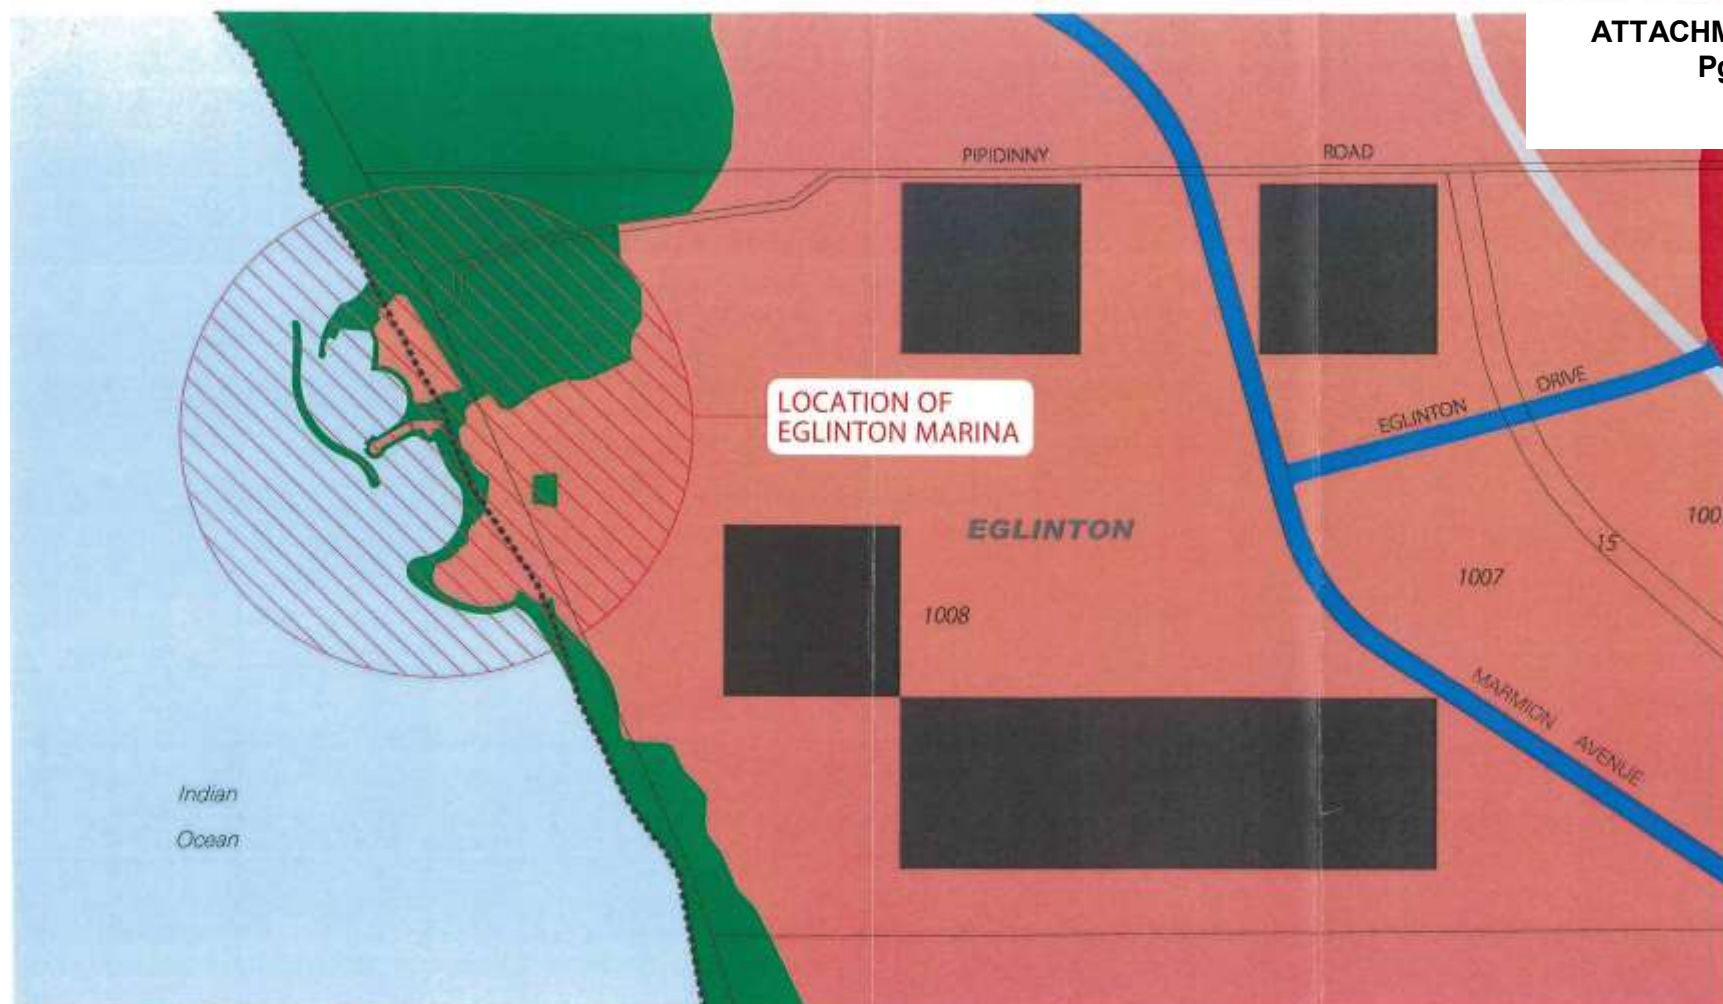 ATTACHM
Pg
PIPIDINNY ROAD
LOCATION OF
EGLINTON MARINA
EGLINTON DRIVE
EGLINTON
100
15
1007
1008
MARMION AVENUE
Indian
Ocean